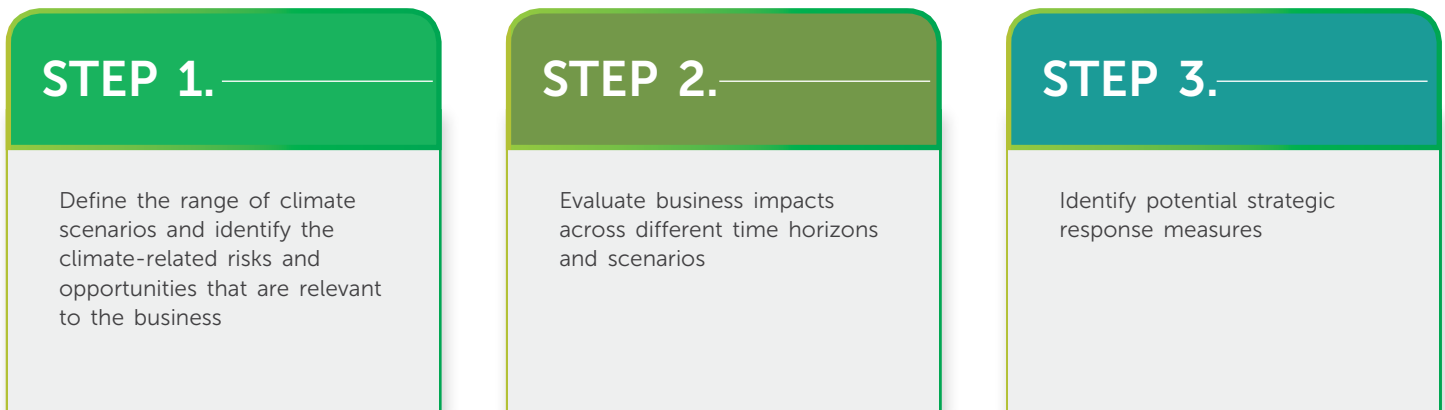 STEP 1.
Define the range of climate
scenarios and identify the
climate-related risks and
opportunities that are relevant
to the business
STEP 2.
Evaluate business impacts
across different time horizons
and scenarios
STEP 3.
Identify potential strategic
response measures